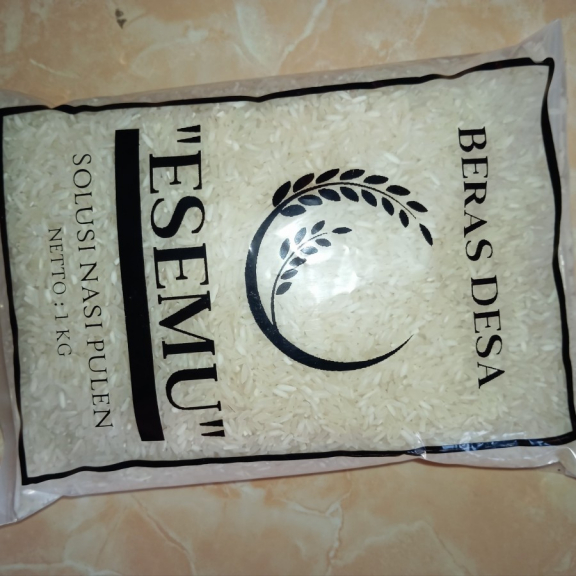 BERAS DESA
"ESEMU"
SOLUSI NASI PULEN
NETTO : 1 KG